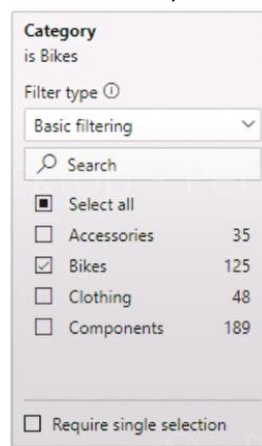 Category
is Bikes
Filter type ⓘ
Basic filtering
Search
Select all
Accessories 35
Bikes 125
Clothing 48
Components 189
Require single selection